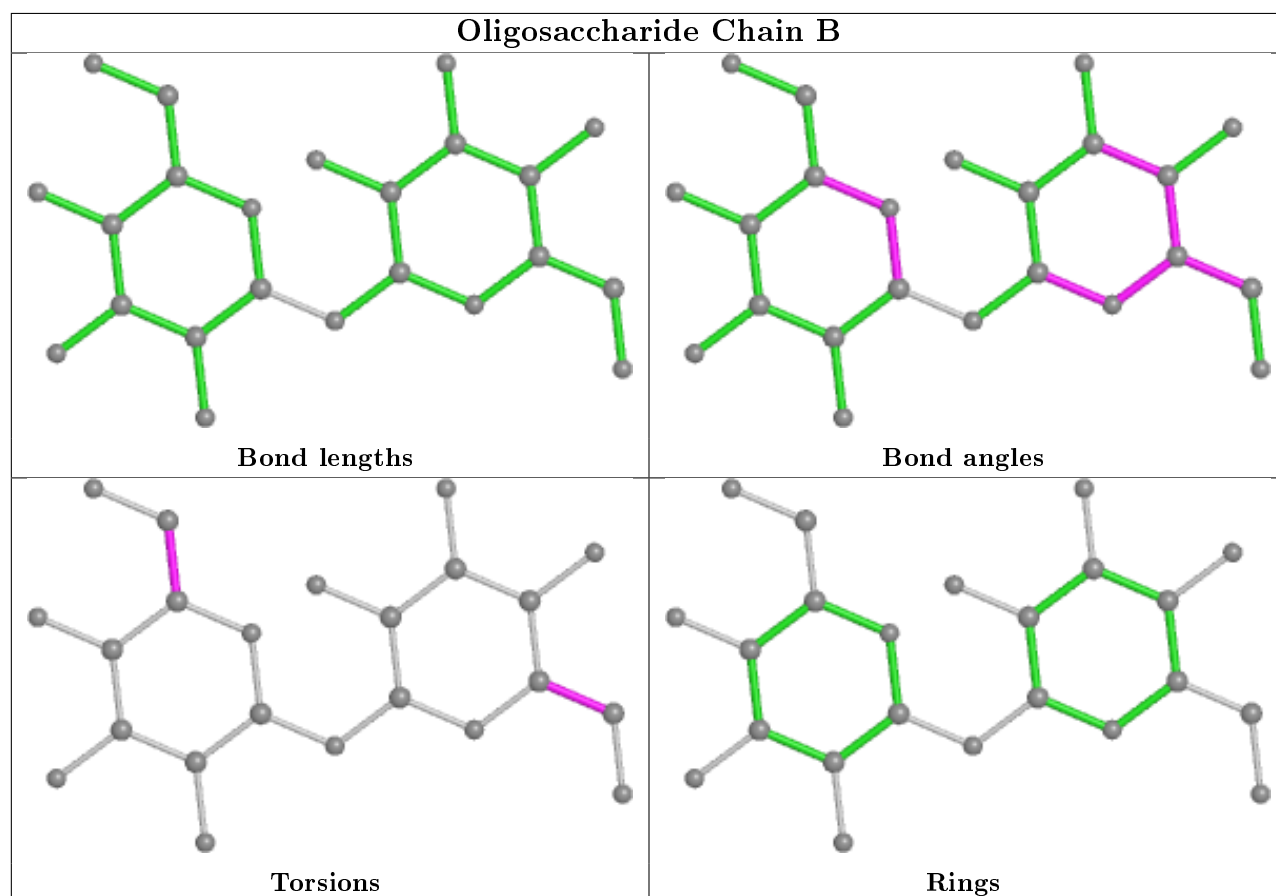 Oligosaccharide Chain B
Bond lengths
Bond angles
Torsions
Rings